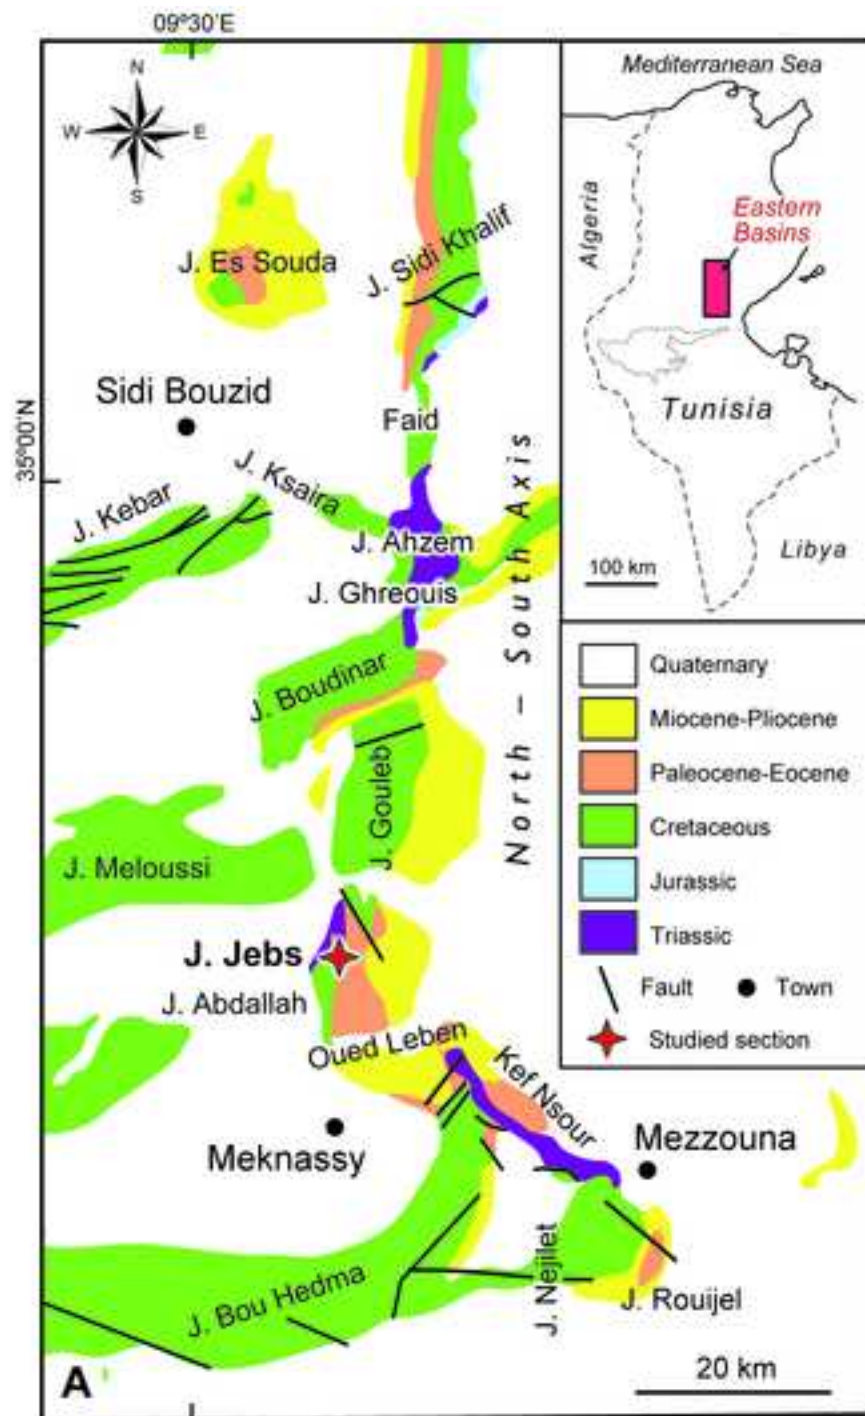 09°30'E
35°00'N
N
W
E
S
J. Es Souda
J. Sidi Khalif
Sidi Bouzid
Faid
J. Ksaira
J. Kebar
J. Ahzem
J. Ghreouis
J. Boudinar
J. Gouleb
J. Meloussi
J. Jebs
J. Abdallah
Oued Leben
Kef Nsour
Meknassy
Mezzouna
J. Nejilet
J. Bou Hedma
J. Rouijel
North – South Axis
A
20 km
Mediterranean Sea
Algeria
Eastern
Basins
Tunisia
Libya
100 km
Quaternary
Miocene-Pliocene
Paleocene-Eocene
Cretaceous
Jurassic
Triassic
Fault
Town
Studied section